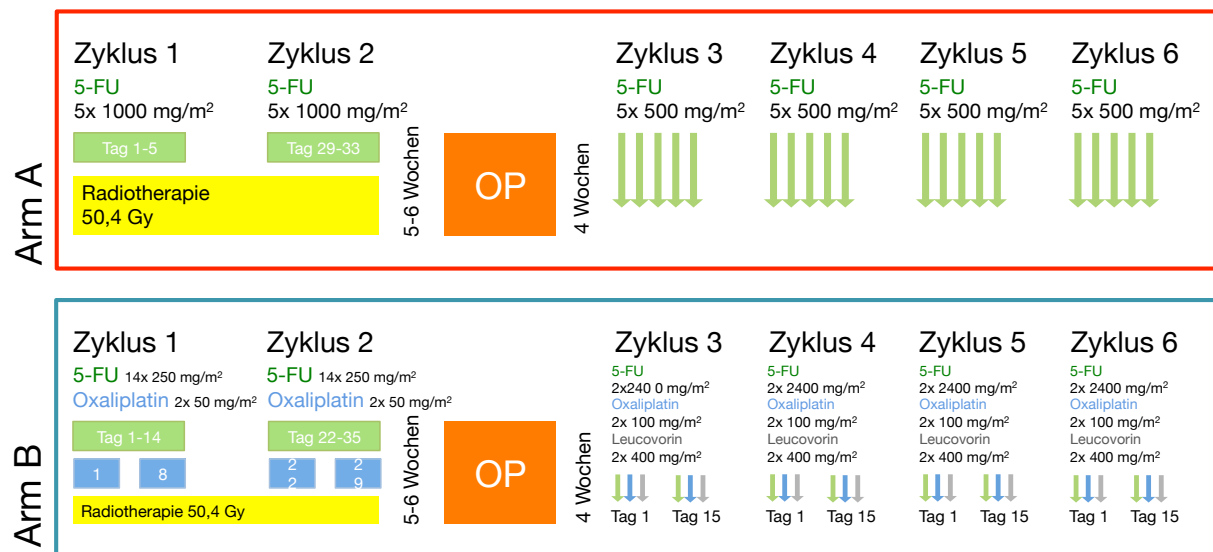 Arm A
Zyklus 1
5-FU
5x 1000 mg/m²
Tag 1-5
Zyklus 2
5-FU
5x 1000 mg/m²
Tag 29-33
Radiotherapie
50,4 Gy
5-6 Wochen
OP
4 Wochen
Zyklus 3
5-FU
5x 500 mg/m²
Zyklus 4
5-FU
5x 500 mg/m²
Zyklus 5
5-FU
5x 500 mg/m²
Zyklus 6
5-FU
5x 500 mg/m²
Arm B
Zyklus 1
5-FU 14x 250 mg/m²
Oxaliplatin 2x 50 mg/m²
Tag 1-14
1
8
Zyklus 2
5-FU 14x 250 mg/m²
Oxaliplatin 2x 50 mg/m²
Tag 22-35
2
2
2
9
Radiotherapie 50,4 Gy
5-6 Wochen
OP
4 Wochen
Zyklus 3
5-FU
2x240 0 mg/m²
Oxaliplatin
2x 100 mg/m²
Leucovorin
2x 400 mg/m²
Tag 1
Tag 15
Zyklus 4
5-FU
2x 2400 mg/m²
Oxaliplatin
2x 100 mg/m²
Leucovorin
2x 400 mg/m²
Tag 1
Tag 15
Zyklus 5
5-FU
2x 2400 mg/m²
Oxaliplatin
2x 100 mg/m²
Leucovorin
2x 400 mg/m²
Tag 1
Tag 15
Zyklus 6
5-FU
2x 2400 mg/m²
Oxaliplatin
2x 100 mg/m²
Leucovorin
2x 400 mg/m²
Tag 1
Tag 15